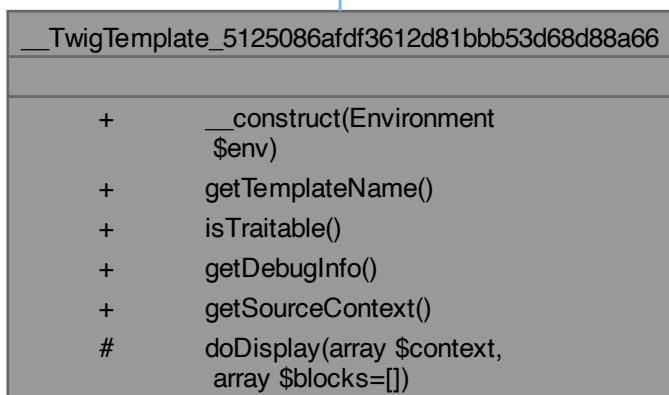 __TwigTemplate_5125086afdf3612d81bbb53d68d88a66
+ __construct(Environment
$env)
+ getTemplateName()
+ isTraitable()
+ getDebugInfo()
+ getSourceContext()
# doDisplay(array $context,
array $blocks=[])